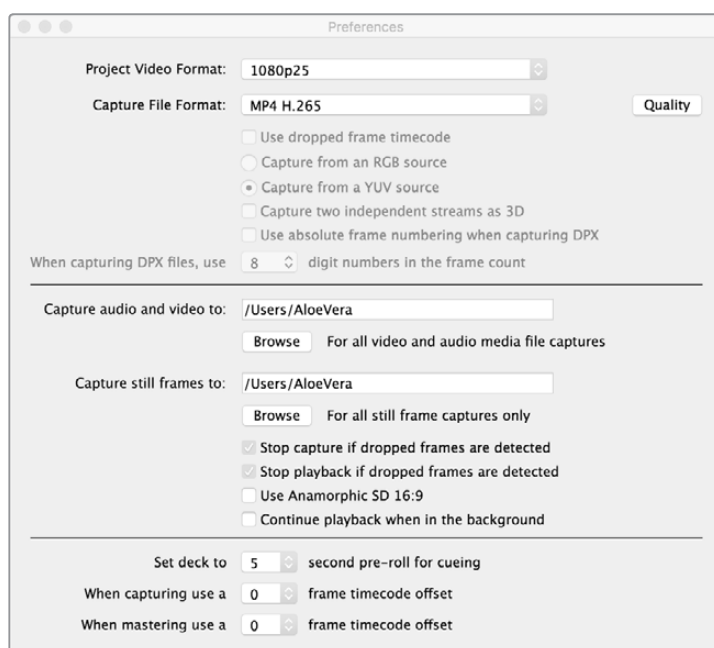 Preferences
Project Video Format: 1080p25
Capture File Format: MP4 H.265 Quality
Use dropped frame timecode
Capture from an RGB source
Capture from a YUV source
Capture two independent streams as 3D
Use absolute frame numbering when capturing DPX
When capturing DPX files, use 8 digit numbers in the frame count
Capture audio and video to: /Users/AloeVera
Browse For all video and audio media file captures
Capture still frames to: /Users/AloeVera
Browse For all still frame captures only
Stop capture if dropped frames are detected
Stop playback if dropped frames are detected
Use Anamorphic SD 16:9
Continue playback when in the background
Set deck to 5 second pre-roll for cueing
When capturing use a 0 frame timecode offset
When mastering use a 0 frame timecode offset